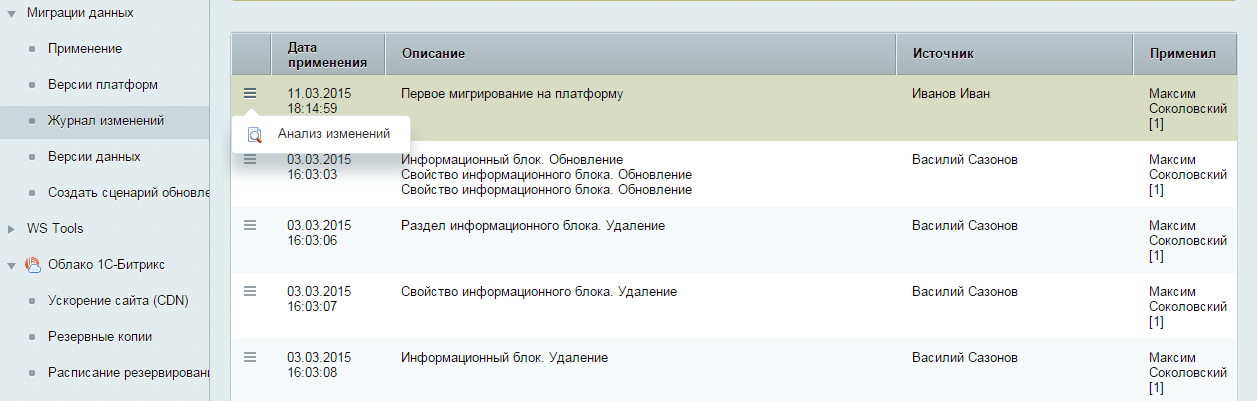 Миграции данных
Применение
Версии платформ
Журнал изменений
Версии данных
Создать сценарий обновле
WS Tools
Облако 1С-Битрикс
Ускорение сайта (CDN)
Резервные копии
Расписание резервирован
Дата применения Описание Источник Применил
11.03.2015 Первое мигрирование на платформу Иванов Иван Максим
18:14:59 Соколовский
[1]
Анализ изменений
03.03.2015 Информационный блок. Обновление Василий Сазонов Максим
16:03:03 Свойство информационного блока. Обновление Соколовский
Свойство информационного блока. Обновление [1]
03.03.2015 Раздел информационного блока. Удаление Василий Сазонов Максим
16:03:06 Соколовский
[1]
03.03.2015 Свойство информационного блока. Удаление Василий Сазонов Максим
16:03:07 Соколовский
[1]
03.03.2015 Информационный блок. Удаление Василий Сазонов Максим
16:03:08 Соколовский
[1]